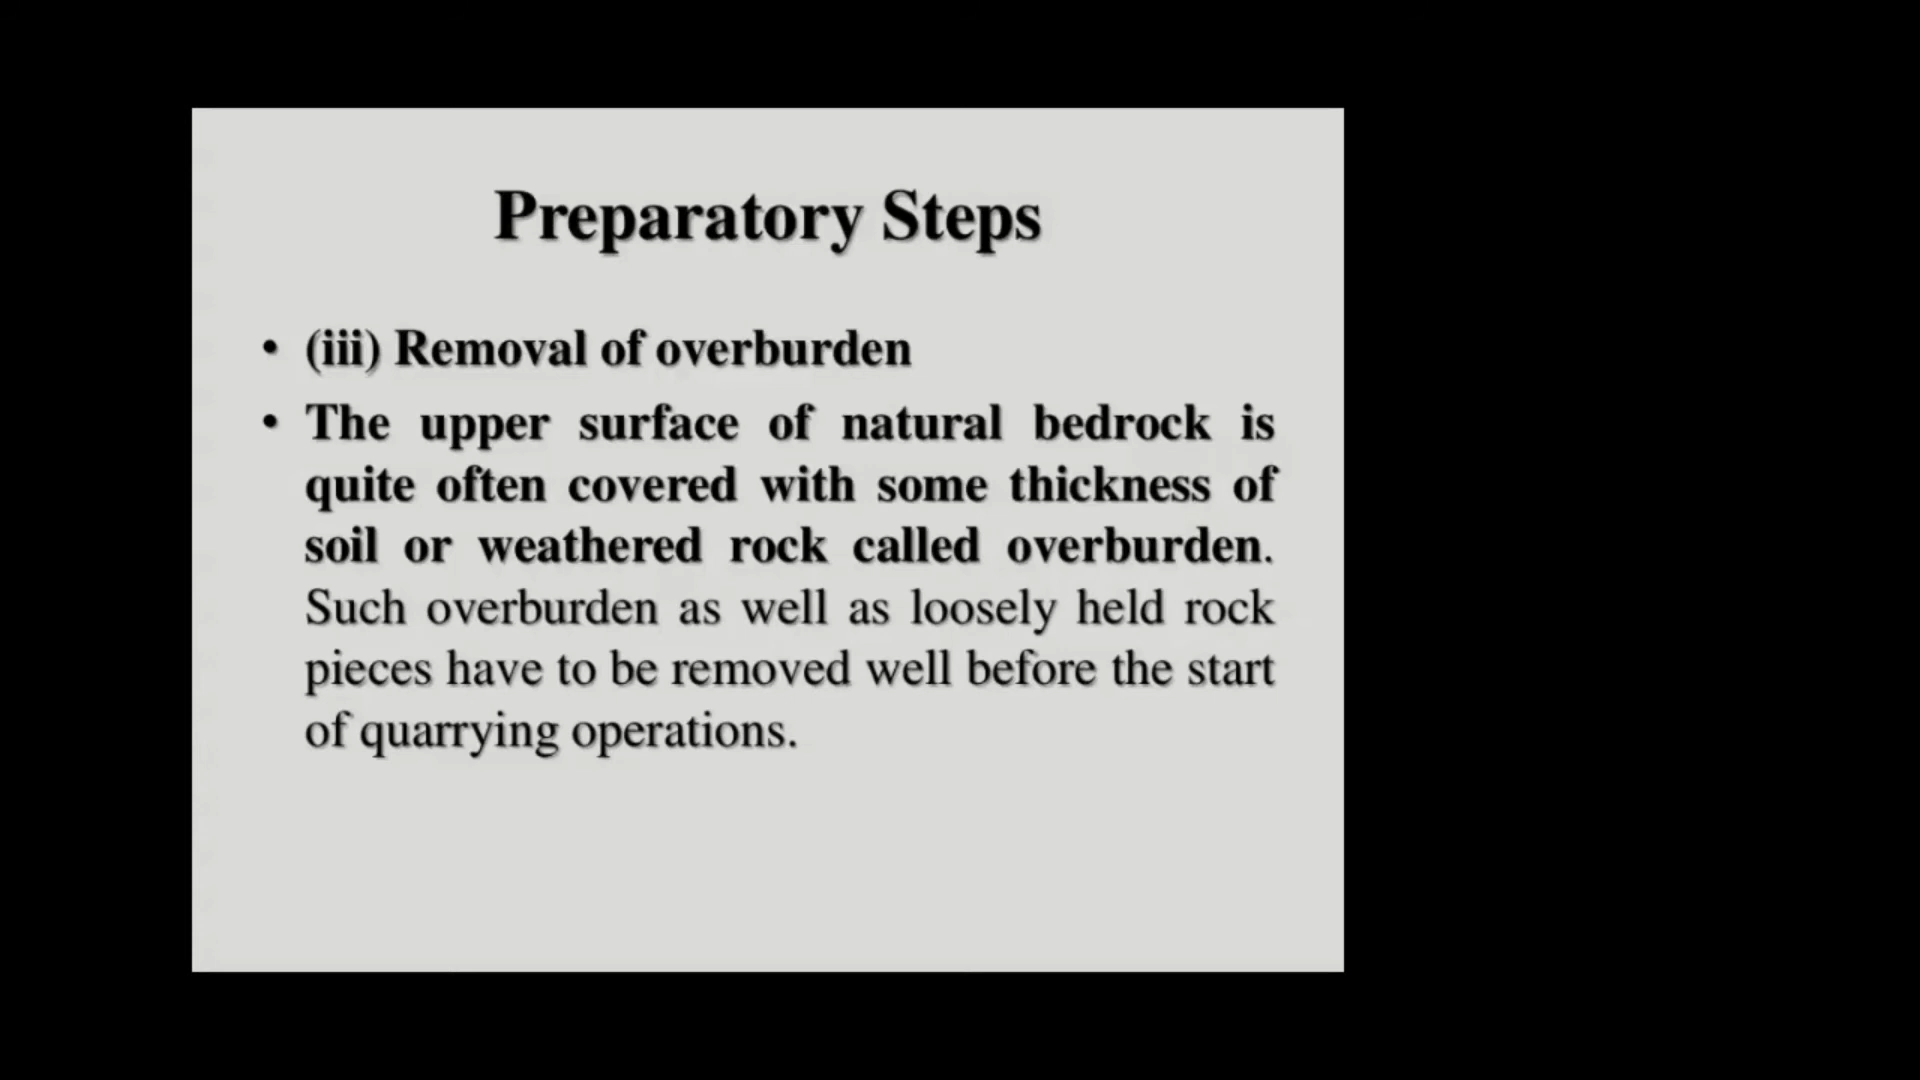 Preparatory Steps
• (iii) Removal of overburden
• The upper surface of natural bedrock is
quite often covered with some thickness of
soil or weathered rock called overburden.
Such overburden as well as loosely held rock
pieces have to be removed well before the start
of quarrying operations.